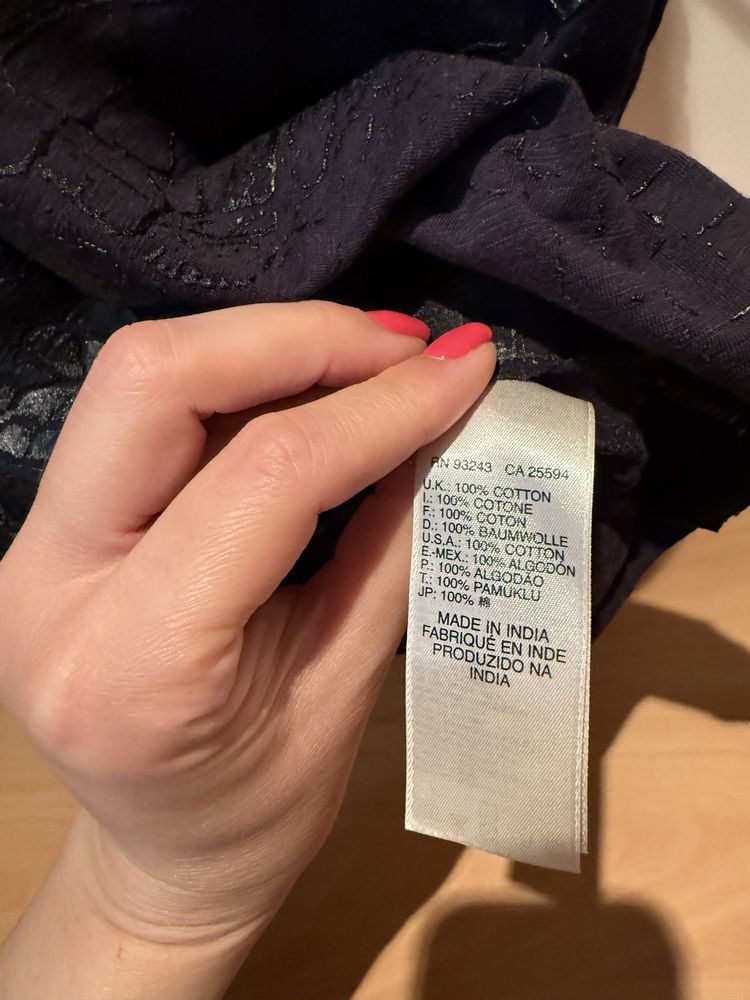 RN 93243 CA 25594
U.K.: 100% COTTON
I.: 100% COTONE
F.: 100% COTON
D.: 100% BAUMWOLLE
U.S.A.: 100% COTTON
E-MEX.: 100% ALGODÓN
P.: 100% ALGODÃO
T.: 100% PAMUKLU
JP: 100% 綿
MADE IN INDIA
FABRIQUÉ EN INDE
PRODUZIDO NA
INDIA